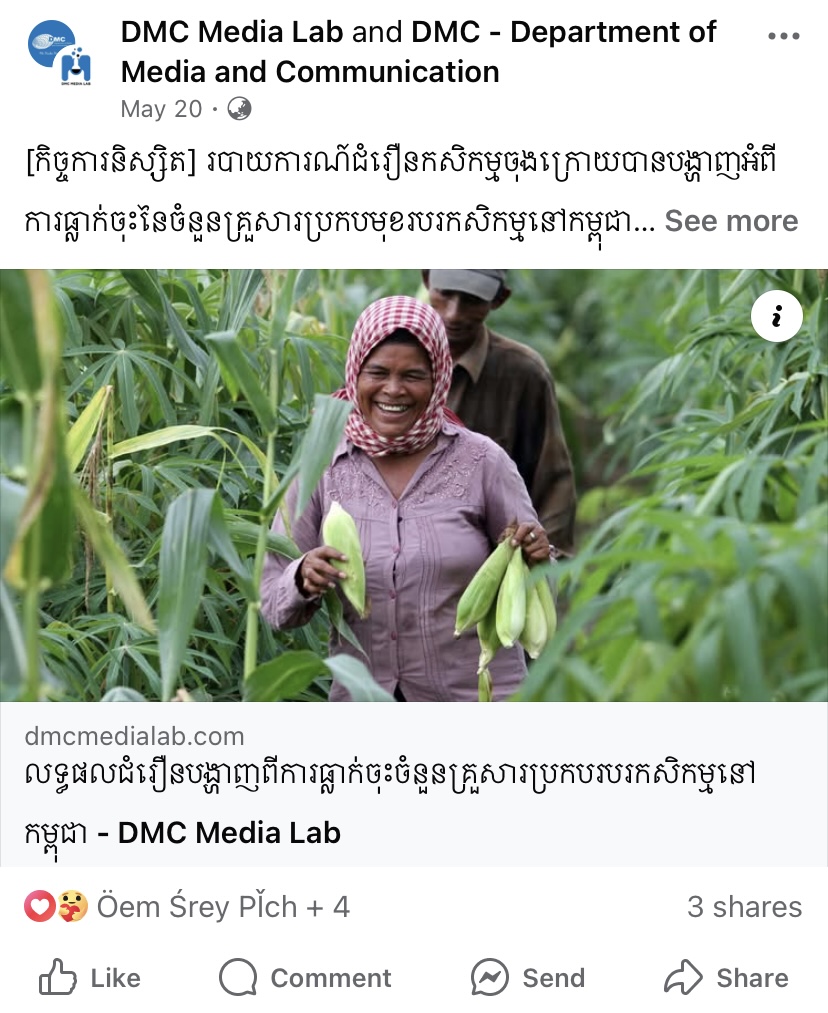 DMC Media Lab and DMC - Department of
Media and Communication
May 20 ·
[កិច្ចការនិស្សិត] របាយការណ៍ជំរឿនកសិកម្មចុងក្រោយបានបង្ហាញអំពី
ការធ្លាក់ចុះនៃចំនួនគ្រួសារប្រកបមុខរបរកសិកម្មនៅកម្ពុជា... See more
dmcmedialab.com
លទ្ធផលជំរឿនបង្ហាញពីការធ្លាក់ចុះចំនួនគ្រួសារប្រកបរបរកសិកម្មនៅ
កម្ពុជា - DMC Media Lab
Öem Śrey PǏch + 4
3 shares
Like
Comment
Send
Share